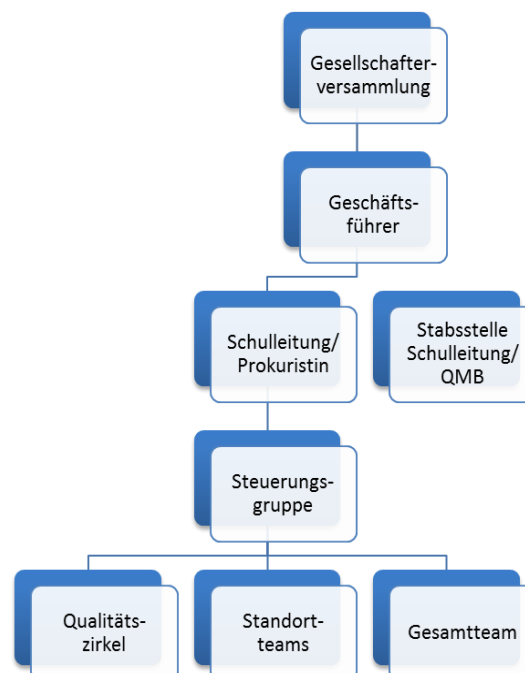 Gesellschafter-
versammlung
Geschäfts-
führer
Schulleitung/
Prokuristin
Stabsstelle
Schulleitung/
QMB
Steuerungs-
gruppe
Qualitäts-
zirkel
Standort-
teams
Gesamtteam